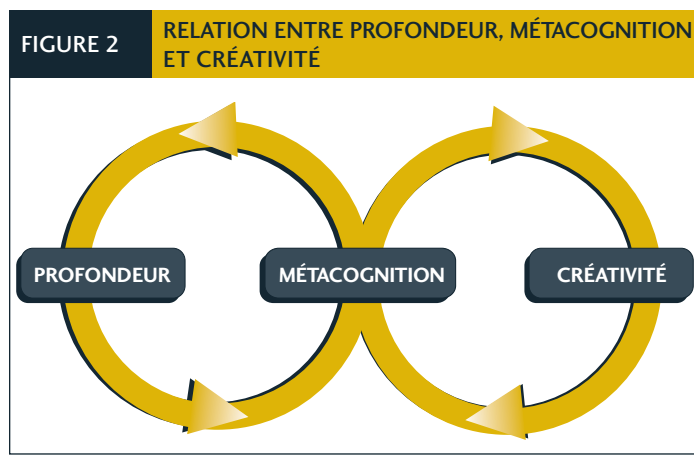 FIGURE 2
RELATION ENTRE PROFONDEUR, MÉTACOGNITION
ET CRÉATIVITÉ
PROFONDEUR
MÉTACOGNITION
CRÉATIVITÉ